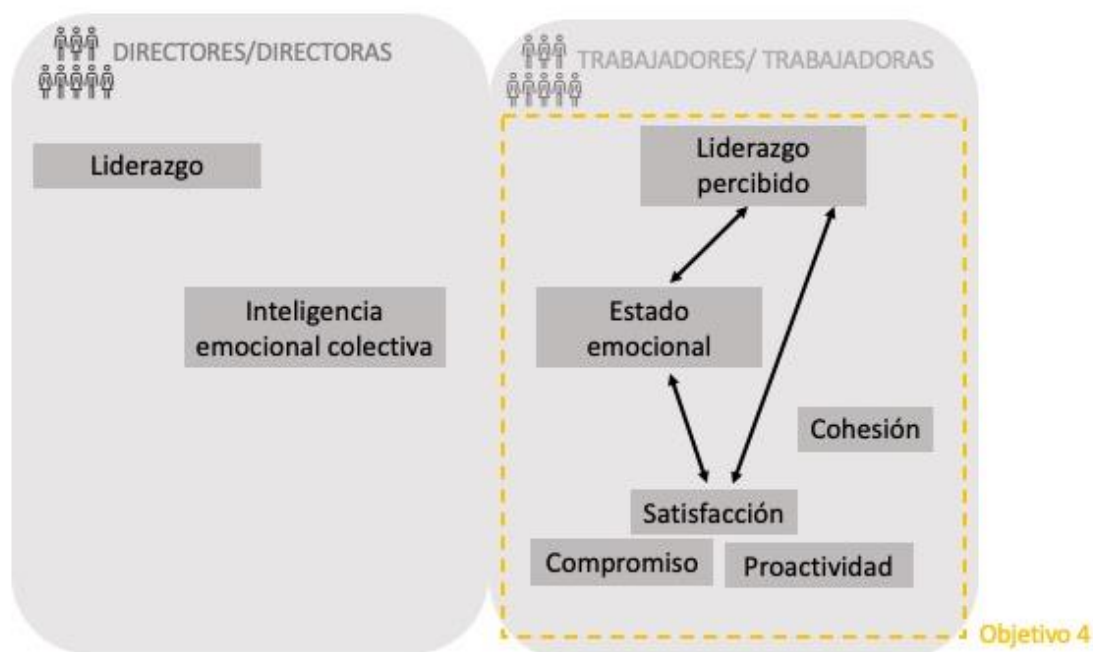 DIRECTORES/DIRECTORAS
TRABAJADORES/ TRABAJADORAS
Liderazgo
Liderazgo
percibido
Inteligencia
emocional colectiva
Estado
emocional
Cohesión
Satisfacción
Compromiso
Proactividad
Objetivo 4